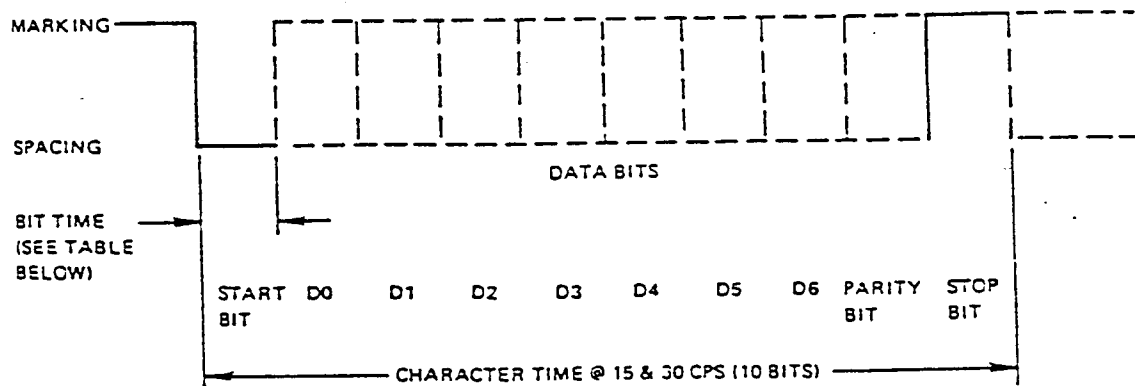 MARKING
SPACING
DATA BITS
BIT TIME
(SEE TABLE
BELOW)
START BIT
D0
D1
D2
D3
D4
D5
D6
PARITY BIT
STOP BIT
CHARACTER TIME @ 15 & 30 CPS (10 BITS)